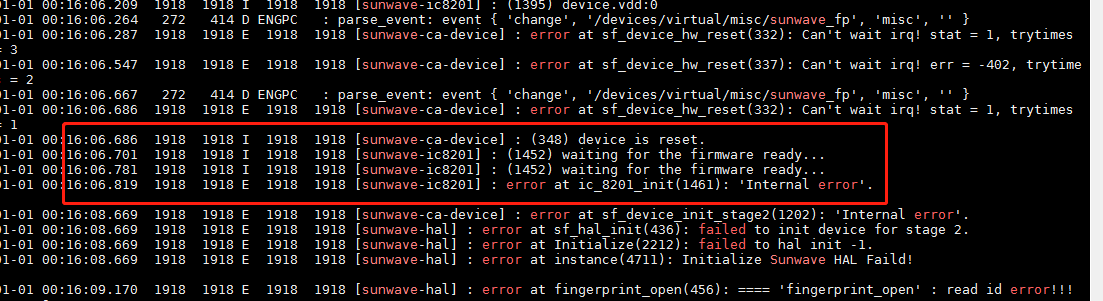 01-01 00:16:06.209 1918 1918 I 1918 1918 [sunwave-ic8201] : (1395) device.vdd:0
01-01 00:16:06.264 272 414 D ENGPC : parse_event: event { 'change', '/devices/virtual/misc/sunwave_fp', 'misc', '' }
01-01 00:16:06.287 1918 1918 E 1918 1918 [sunwave-ca-device] : error at sf_device_hw_reset(332): Can't wait irq! stat = 1, trytimes
= 3
01-01 00:16:06.547 1918 1918 E 1918 1918 [sunwave-ca-device] : error at sf_device_hw_reset(337): Can't wait irq! err = -402, trytime
= 2
01-01 00:16:06.667 272 414 D ENGPC : parse_event: event { 'change', '/devices/virtual/misc/sunwave_fp', 'misc', '' }
01-01 00:16:06.686 1918 1918 E 1918 1918 [sunwave-ca-device] : error at sf_device_hw_reset(332): Can't wait irq! stat = 1, trytimes
= 1
01-01 00:16:06.686 1918 1918 I 1918 1918 [sunwave-ca-device] : (348) device is reset.
01-01 00:16:06.701 1918 1918 I 1918 1918 [sunwave-ic8201] : (1452) waiting for the firmware ready...
01-01 00:16:06.781 1918 1918 I 1918 1918 [sunwave-ic8201] : (1452) waiting for the firmware ready...
01-01 00:16:06.819 1918 1918 E 1918 1918 [sunwave-ic8201] : error at ic_8201_init(1461): 'Internal error'.
01-01 00:16:08.669 1918 1918 E 1918 1918 [sunwave-ca-device] : error at sf_device_init_stage2(1202): 'Internal error'.
01-01 00:16:08.669 1918 1918 E 1918 1918 [sunwave-hal] : error at sf_hal_init(436): failed to init device for stage 2.
01-01 00:16:08.669 1918 1918 E 1918 1918 [sunwave-hal] : error at Initialize(2212): failed to hal init -1.
01-01 00:16:08.669 1918 1918 E 1918 1918 [sunwave-hal] : error at instance(4711): Initialize Sunwave HAL Faild!
01-01 00:16:09.170 1918 1918 E 1918 1918 [sunwave-hal] : error at fingerprint_open(456): ==== 'fingerprint_open' : read id error!!!